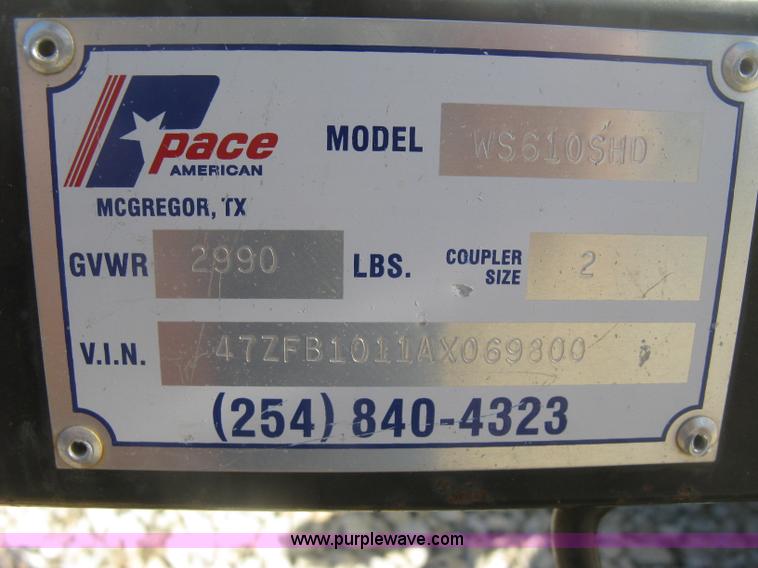 pace
AMERICAN
MCGREGOR, TX
MODEL WS610SHD
GVWR 2990 LBS. COUPLER SIZE 2
V.I.N. 47ZFB1011AX069800
(254) 840-4323
www.purplewave.com